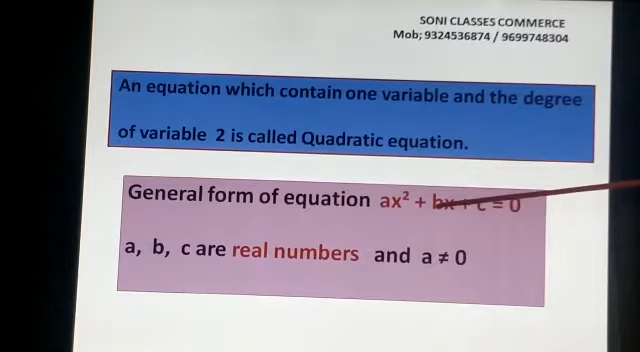 SONI CLASSES COMMERCE
Mob; 9324536874 / 9699748304
An equation which contain one variable and the degree
of variable 2 is called Quadratic equation.
General form of equation ax² + bx + c = 0
a, b, c are real numbers and a ≠ 0